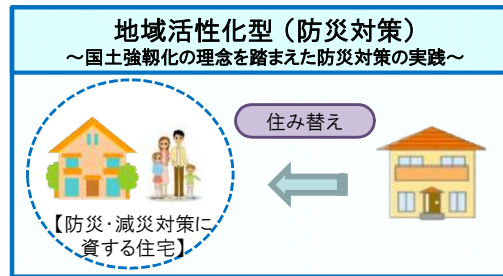 地域活性化型（防災対策）
～国土強靱化の理念を踏まえた防災対策の実践～
住み替え
【防災・減災対策に
資する住宅】